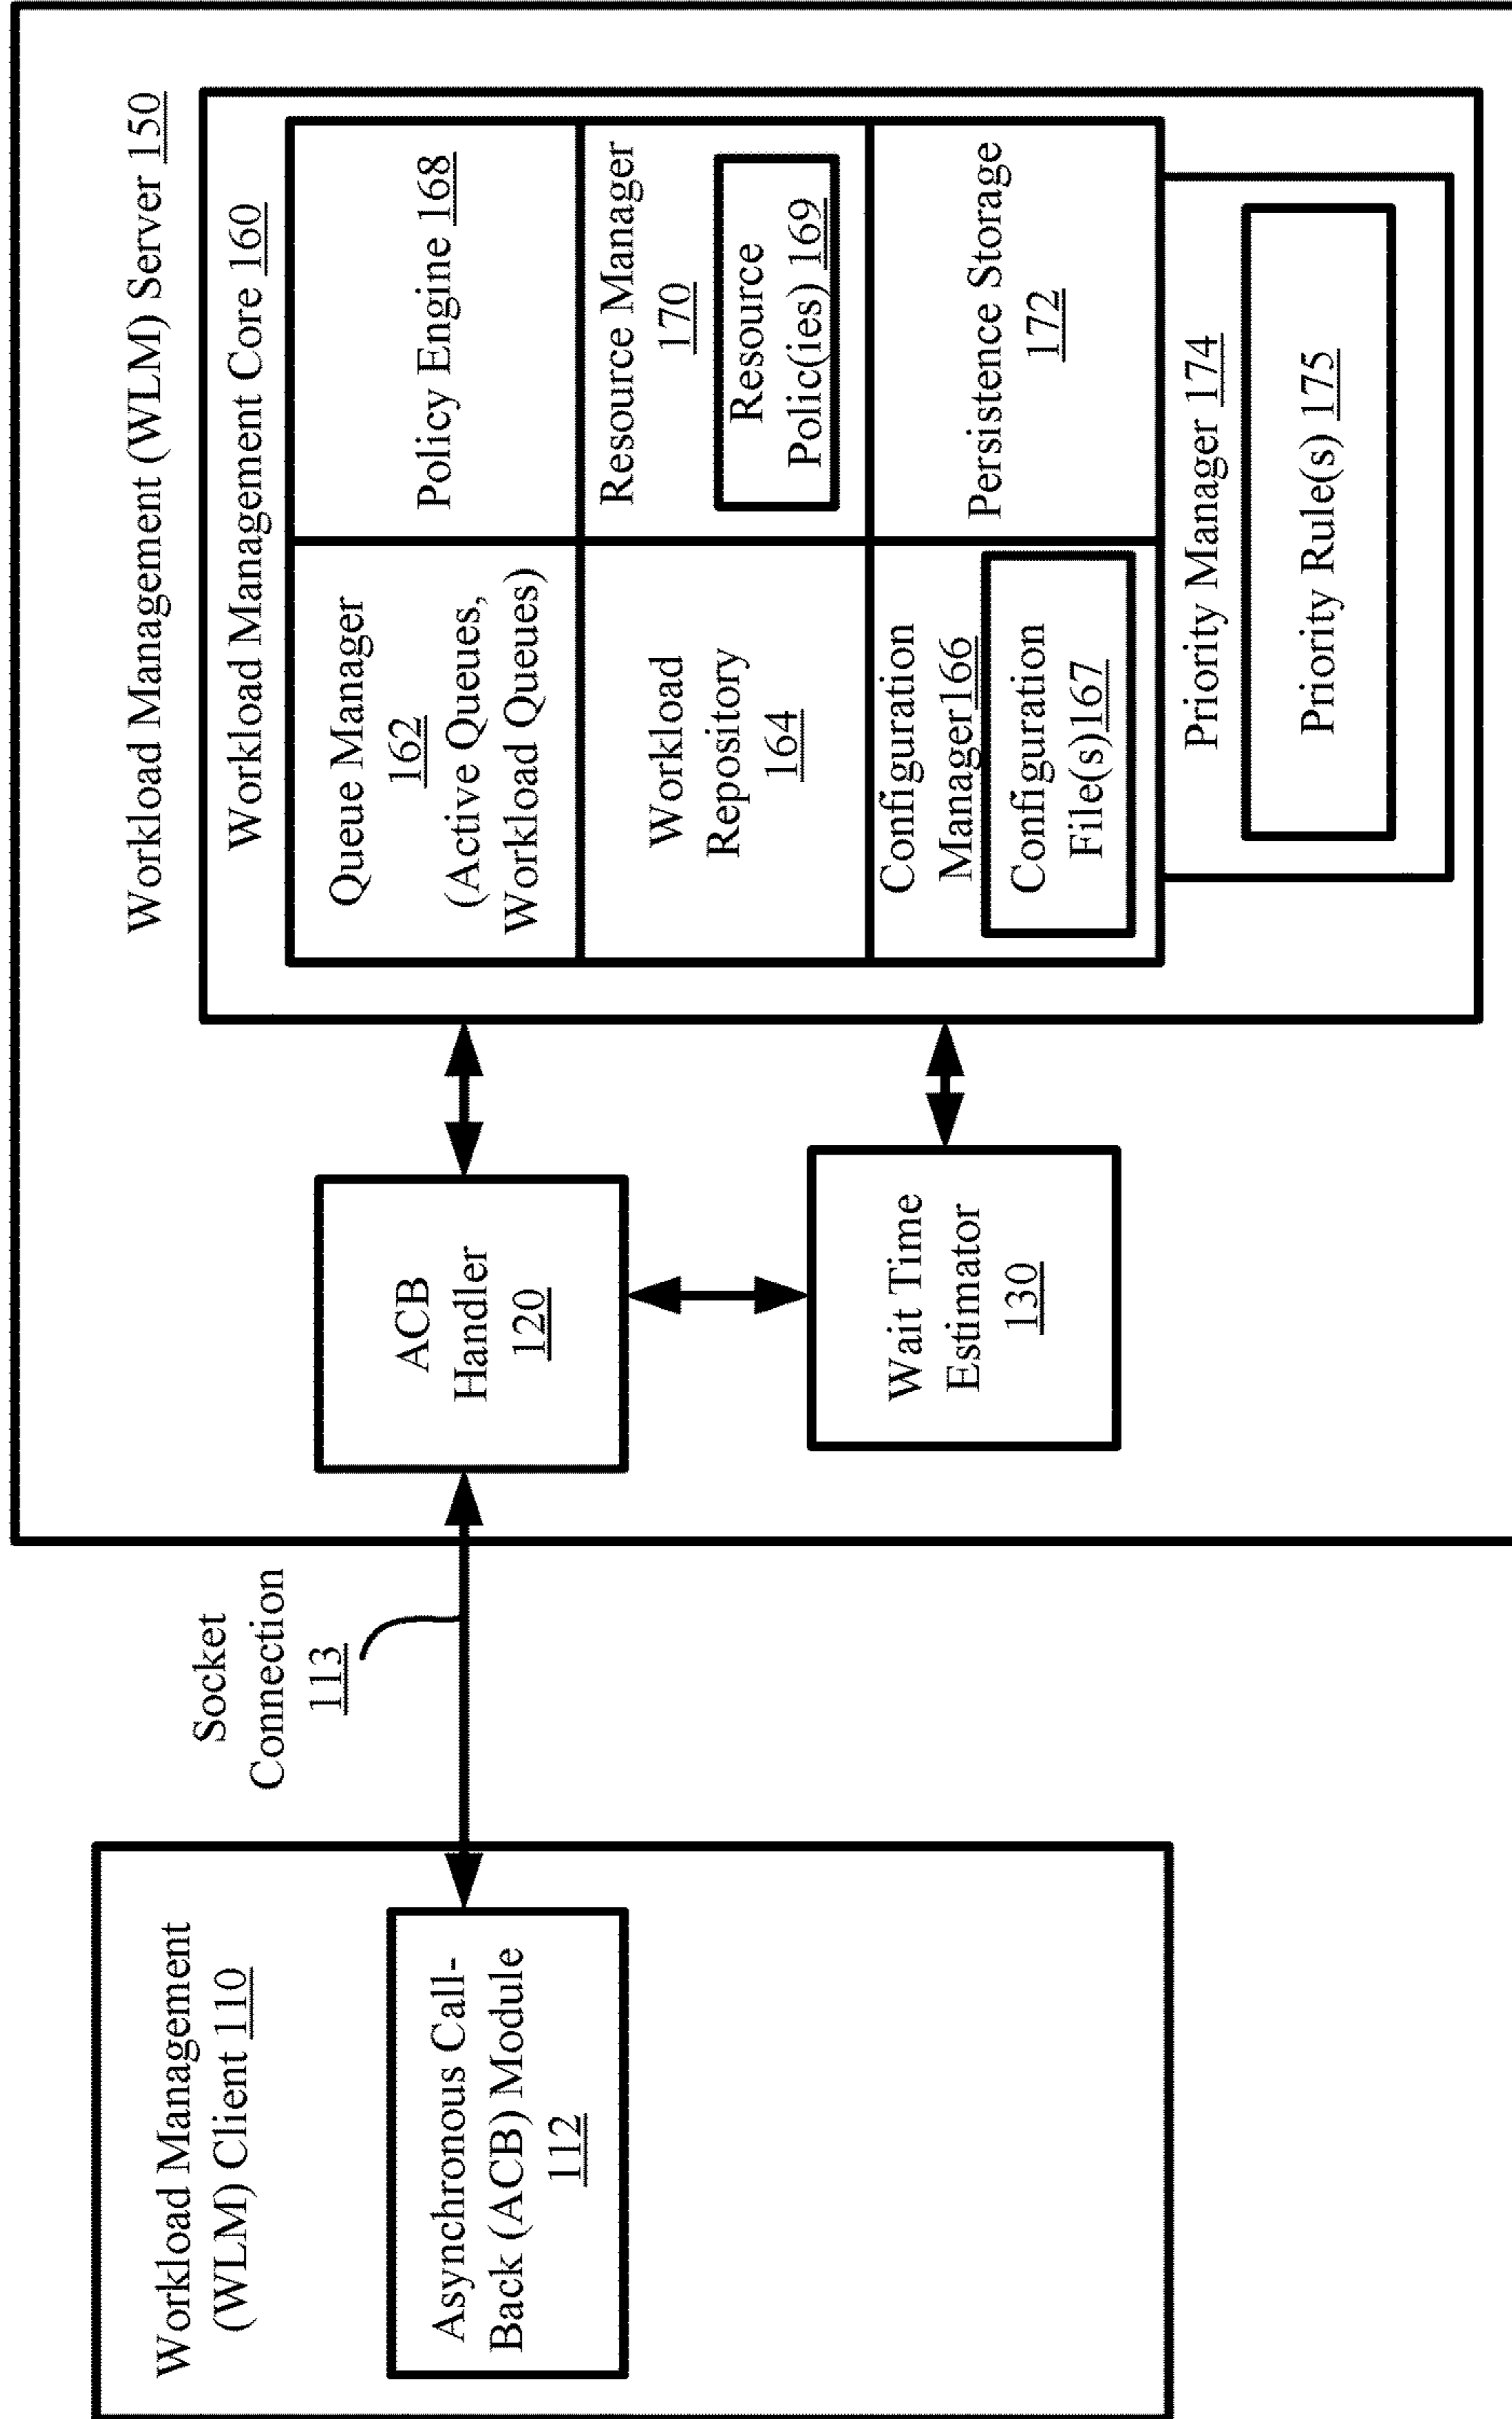 Workload Management
(WLM) Client 110
Asynchronous Call-
Back (ACB) Module
112
Socket
Connection
113
Workload Management (WLM) Server 150
ACB
Handler
120
Wait Time
Estimator
130
Workload Management Core 160
Queue Manager
162
(Active Queues,
Workload Queues)
Policy Engine 168
Workload
Repository
164
Resource Manager
170
Resource
Polic(ies) 169
Configuration
Manager166
Configuration
File(s)167
Persistence Storage
172
Priority Manager 174
Priority Rule(s) 175